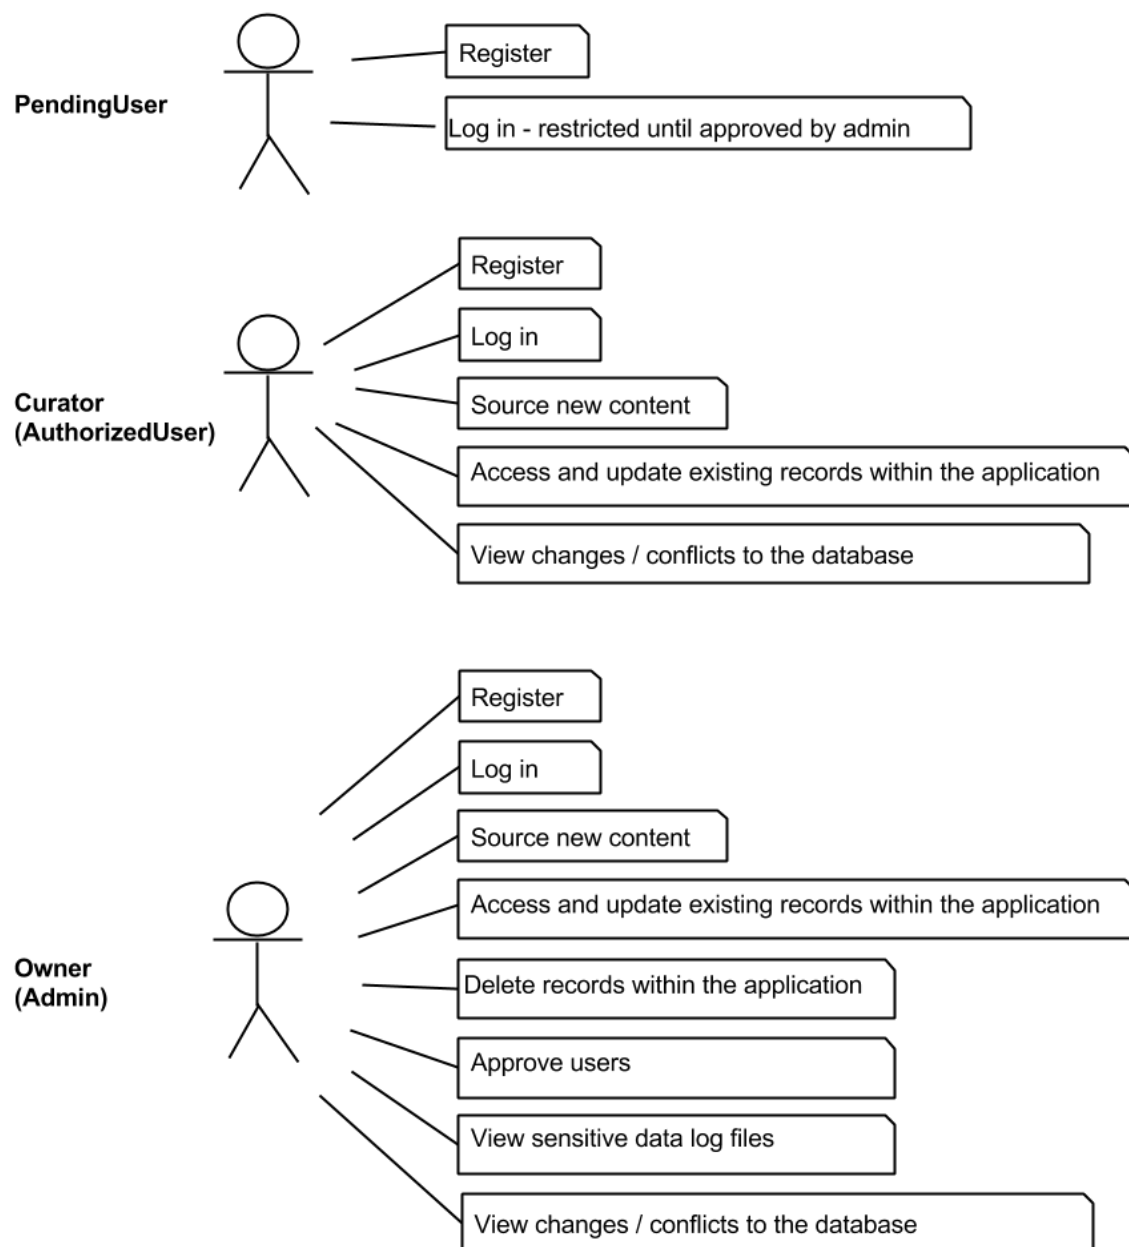 Register
PendingUser
Log in - restricted until approved by admin
Register
Log in
Curator
(AuthorizedUser)
Source new content
Access and update existing records within the application
View changes / conflicts to the database
Register
Log in
Source new content
Access and update existing records within the application
Owner
(Admin)
Delete records within the application
Approve users
View sensitive data log files
View changes / conflicts to the database